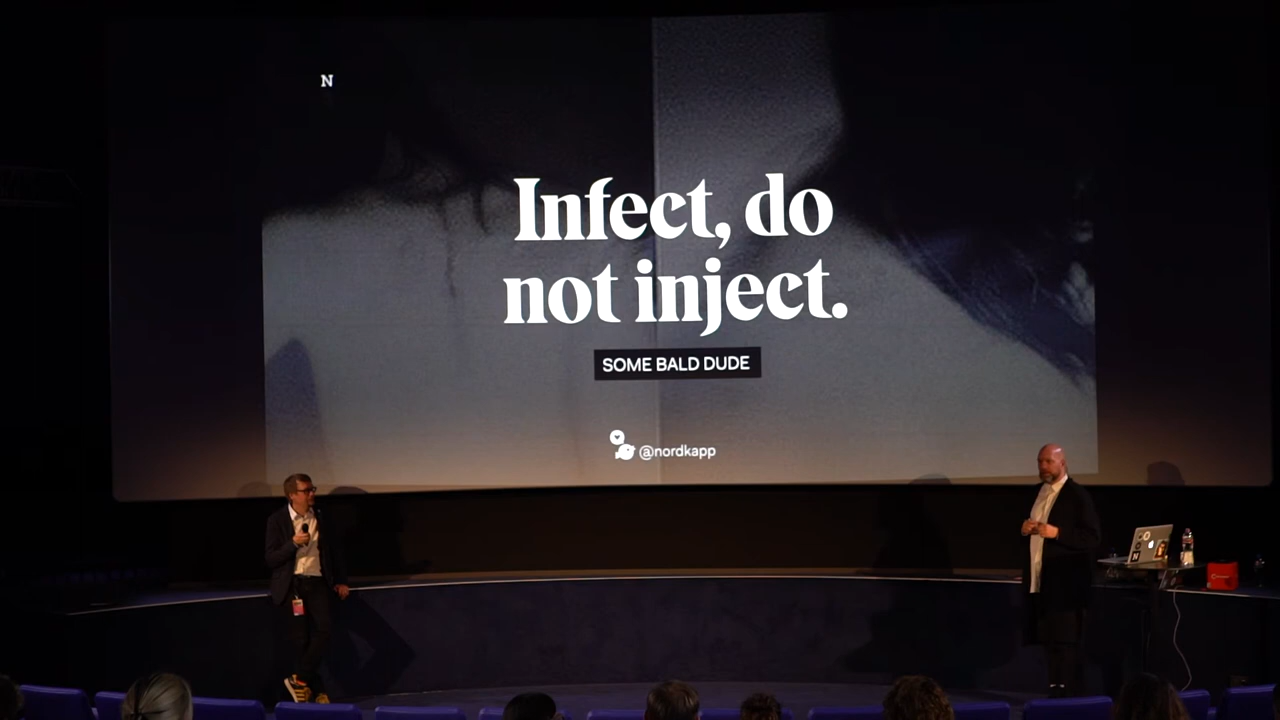 N
Infect, do
not inject.
SOME BALD DUDE
@nordkapp